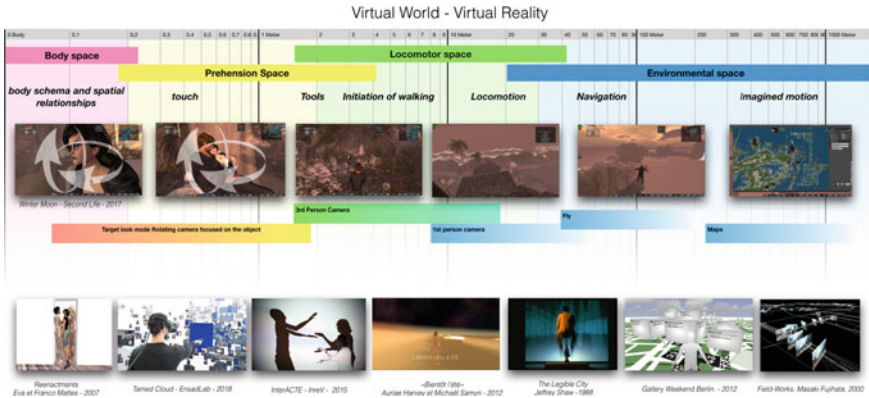 Virtual World - Virtual Reality
0 Body 0,1 0,2 0,3 0,4 0,5 0,6 0,7 0,8 1 Meter 2 3 4 5 6 7 8 9 10 Meter 20 30 40 50 60 70 80 100 Meter 200 300 400 500 600 700 800 1000 Meter
Body space
Locomotor space
Prehension Space
Environmental space
body schema and spatial
relationships
touch
Tools
Initiation of walking
Locomotion
Navigation
Imagined motion
Winter Moon - Second Life - 2017
3rd Person Camera
Fly
Target look mode Rotating camera focused on the object
1st person camera
Maps
Reenactments
Eva et Franco Mattes - 2007
Tamed Cloud - EnsadLab - 2018
InterACTE - InreV - 2015
«Bientôt l'été»
Auriae Harvey et Michaël Samyn - 2012
The Legible City
Jeffrey Shaw -1988
Gallery Weekend Berlin. - 2012
Field-Works, Masaki Fujihata. 2000